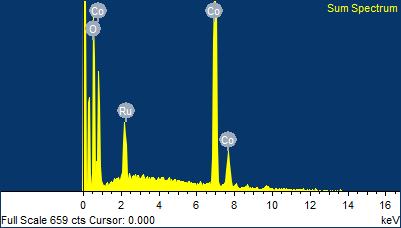 Sum Spectrum
Co
Co
O
Ru
Co
0 2 4 6 8 10 12 14 16
Full Scale 659 cts Cursor: 0.000 keV